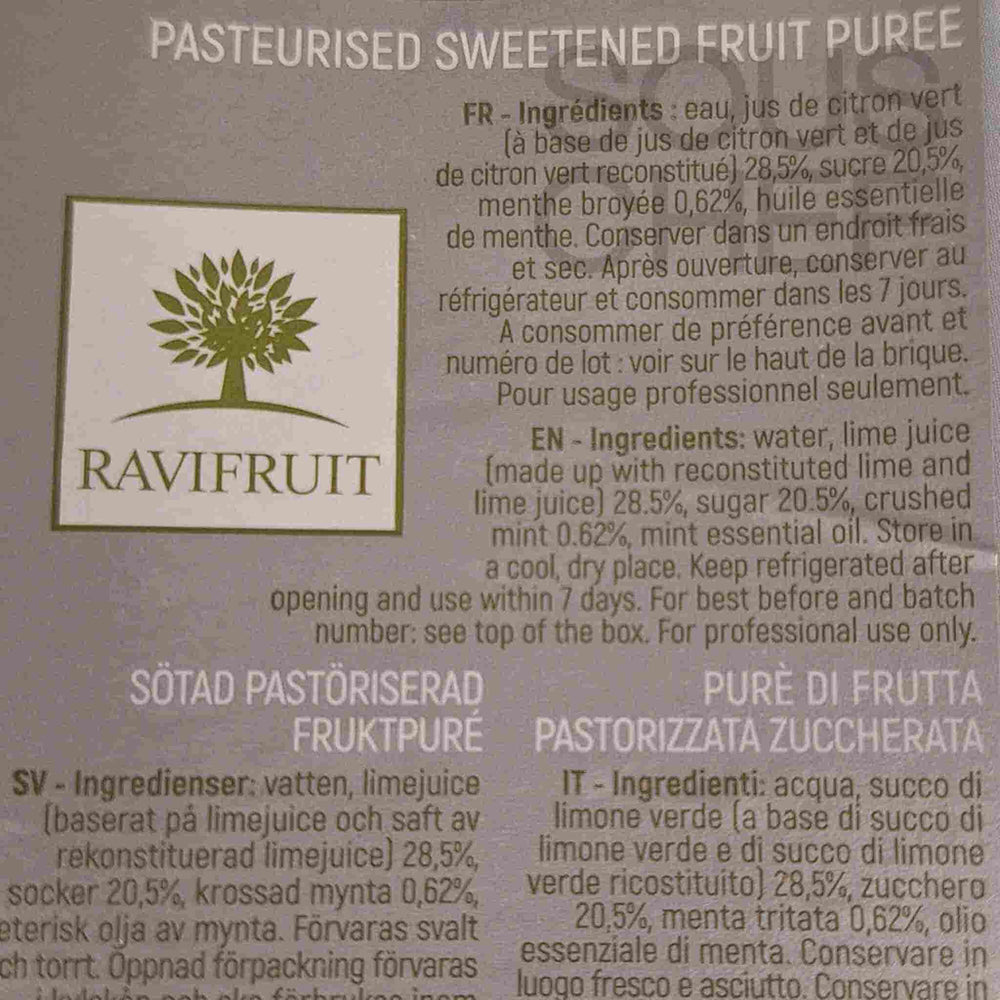 PASTEURISED SWEETENED FRUIT PUREE
FR - Ingrédients : eau, jus de citron vert
(à base de jus de citron vert et de jus
de citron vert reconstitué) 28,5%, sucre 20,5%,
menthe broyée 0,62%, huile essentielle
de menthe. Conserver dans un endroit frais
et sec. Après ouverture, conserver au
réfrigérateur et consommer dans les 7 jours.
A consommer de préférence avant et
numéro de lot : voir sur le haut de la brique.
Pour usage professionnel seulement.
RAVIFRUIT
EN - Ingredients: water, lime juice
(made up with reconstituted lime and
lime juice) 28.5%, sugar 20.5%, crushed
mint 0.62%, mint essential oil. Store in
a cool, dry place. Keep refrigerated after
opening and use within 7 days. For best before and batch
number: see top of the box. For professional use only.
SÖTAD PASTÖRISERAD
FRUKTPURÉ
SV - Ingredienser: vatten, limejuice
(baserat på limejuice och saft av
rekonstituerad limejuice) 28,5%,
socker 20,5%, krossad mynta 0,62%,
eterisk olja av mynta. Förvaras svalt
ch torrt. Öppnad förpackning förvaras
PURÈ DI FRUTTA
PASTORIZZATA ZUCCHERATA
IT - Ingredienti: acqua, succo di
limone verde (a base di succo di
limone verde e di succo di limone
verde ricostituito) 28,5%, zucchero
20,5%, menta tritata 0,62%, olio
essenziale di menta. Conservare in
luogo fresco e asciutto. Conservare in